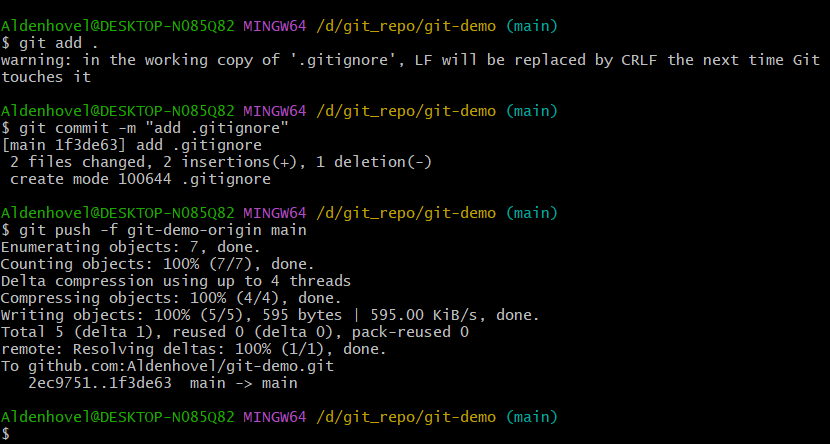 Aldenhovel@DESKTOP-NO85Q82 MINGW64 /d/git_repo/git-demo (main)
$ git add .
warning: in the working copy of '.gitignore', LF will be replaced by CRLF the next time Git
touches it
Aldenhovel@DESKTOP-NO85Q82 MINGW64 /d/git_repo/git-demo (main)
$ git commit -m "add .gitignore"
[main 1f3de63] add .gitignore
 2 files changed, 2 insertions(+), 1 deletion(-)
 create mode 100644 .gitignore
Aldenhovel@DESKTOP-NO85Q82 MINGW64 /d/git_repo/git-demo (main)
$ git push -f git-demo-origin main
Enumerating objects: 7, done.
Counting objects: 100% (7/7), done.
Delta compression using up to 4 threads
Compressing objects: 100% (4/4), done.
Writing objects: 100% (5/5), 595 bytes | 595.00 KiB/s, done.
Total 5 (delta 1), reused 0 (delta 0), pack-reused 0
remote: Resolving deltas: 100% (1/1), done.
To github.com:Aldenhovel/git-demo.git
   2ec9751..1f3de63  main -> main
Aldenhovel@DESKTOP-NO85Q82 MINGW64 /d/git_repo/git-demo (main)
$